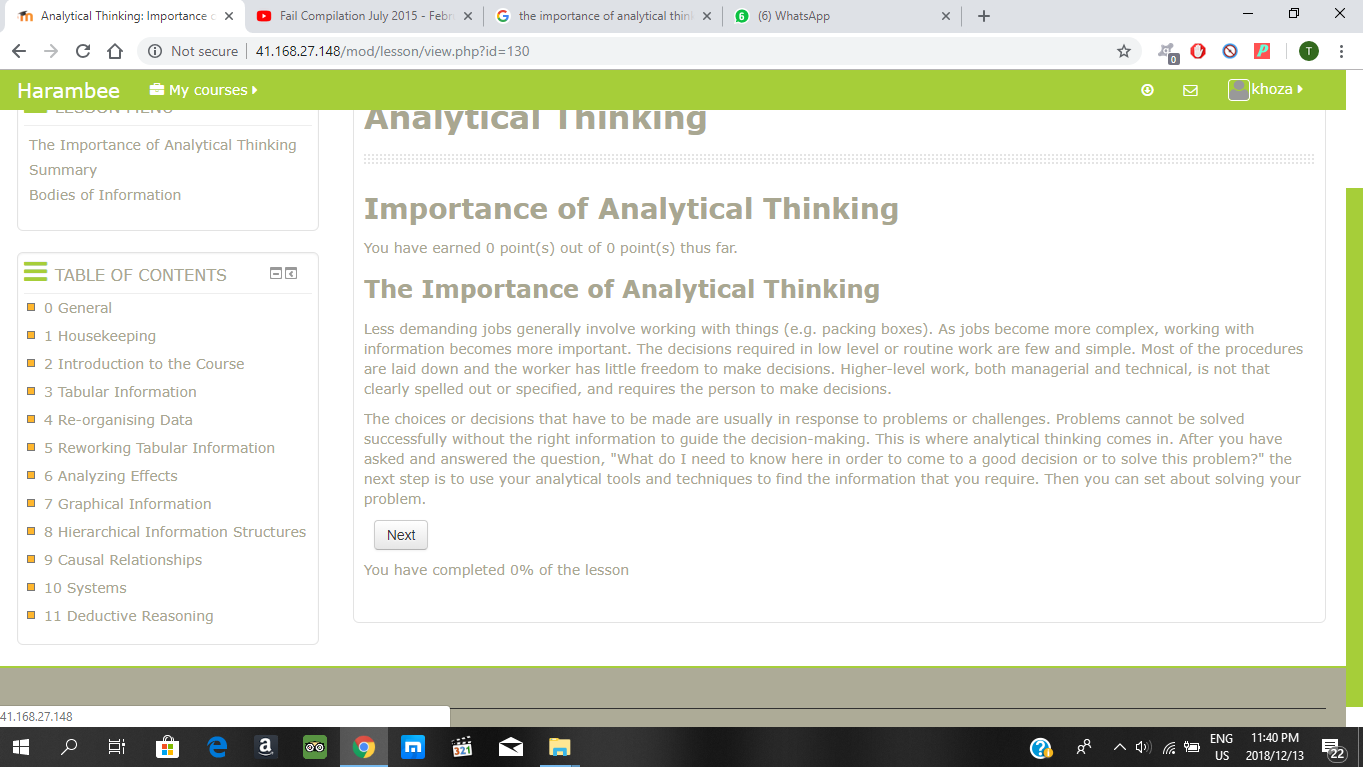 Analytical Thinking: Importance o
Fail Compilation July 2015 - Febru
the importance of analytical think
(6) WhatsApp
Not secure
41.168.27.148/mod/lesson/view.php?id=130
Harambee
My courses
khoza
LESSON MENU
The Importance of Analytical Thinking
Summary
Bodies of Information
TABLE OF CONTENTS
0 General
1 Housekeeping
2 Introduction to the Course
3 Tabular Information
4 Re-organising Data
5 Reworking Tabular Information
6 Analyzing Effects
7 Graphical Information
8 Hierarchical Information Structures
9 Causal Relationships
10 Systems
11 Deductive Reasoning
Analytical Thinking
Importance of Analytical Thinking
You have earned 0 point(s) out of 0 point(s) thus far.
The Importance of Analytical Thinking
Less demanding jobs generally involve working with things (e.g. packing boxes). As jobs become more complex, working with
information becomes more important. The decisions required in low level or routine work are few and simple. Most of the procedures
are laid down and the worker has little freedom to make decisions. Higher-level work, both managerial and technical, is not that
clearly spelled out or specified, and requires the person to make decisions.
The choices or decisions that have to be made are usually in response to problems or challenges. Problems cannot be solved
successfully without the right information to guide the decision-making. This is where analytical thinking comes in. After you have
asked and answered the question, "What do I need to know here in order to come to a good decision or to solve this problem?" the
next step is to use your analytical tools and techniques to find the information that you require. Then you can set about solving your
problem.
Next
You have completed 0% of the lesson
41.168.27.148
ENG
US
11:40 PM
2018/12/13
22